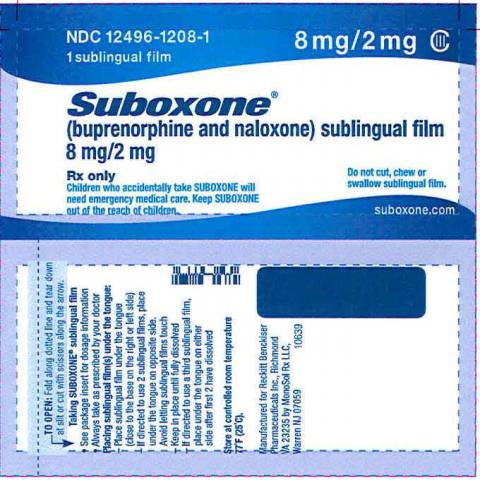 NDC 12496-1208-1
1 sublingual film
8 mg/2 mg CIII
Suboxone®
(buprenorphine and naloxone) sublingual film
8 mg/2 mg
Rx only
Children who accidentally take SUBOXONE will
need emergency medical care. Keep SUBOXONE
out of the reach of children.
Do not cut, chew or
swallow sublingual film.
suboxone.com
TO OPEN: Fold along dotted line and tear down
at slit or cut with scissors along the arrow.
Taking SUBOXONE® sublingual film
• See package insert for dosage information
• Always take as prescribed by your doctor
Placing sublingual film(s) under the tongue:
• Place sublingual film under the tongue
(close to the base on the right or left side)
• If directed to use 2 sublingual films, place
under the tongue on opposite side.
Avoid letting sublingual films touch
• Keep in place until fully dissolved
• If directed to use a third sublingual film,
place under the tongue on either
side after first 2 have dissolved
Store at controlled room temperature
77°F (25°C).
Manufactured for Reckitt Benckiser
Pharmaceuticals Inc., Richmond
VA 23235 by MonoSol Rx LLC,
Warren NJ 07059 10639